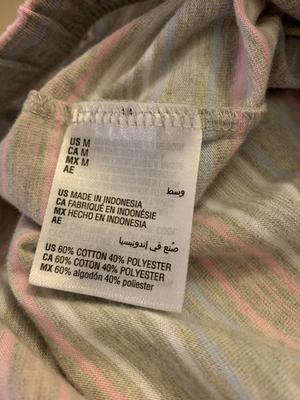 US M
CA M
MX M
AE
وسط
US MADE IN INDONESIA
CA FABRIQUÉ EN INDONÉSIE
MX HECHO EN INDONESIA
AE
صُنِع في إندونيسيا
US 60% COTTON 40% POLYESTER
CA 60% COTON 40% POLYESTER
MX 60% algodón 40% poliester